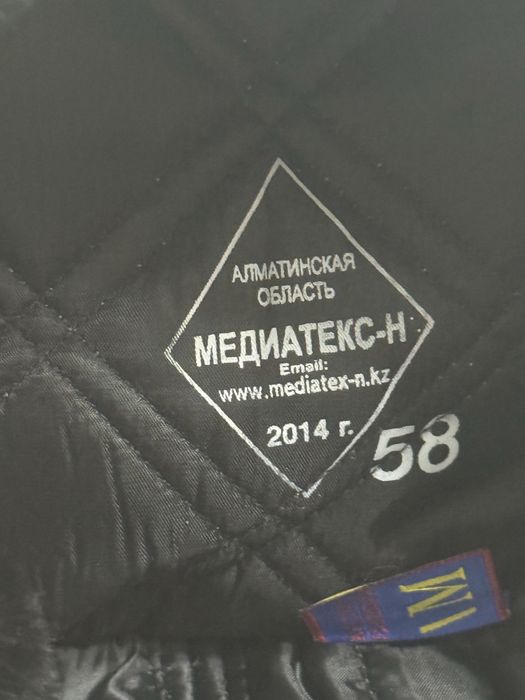 АЛМАТИНСКАЯ
ОБЛАСТЬ
МЕДИАТЕКС-Н
Email:
www.mediatex-n.kz
2014 г.
58